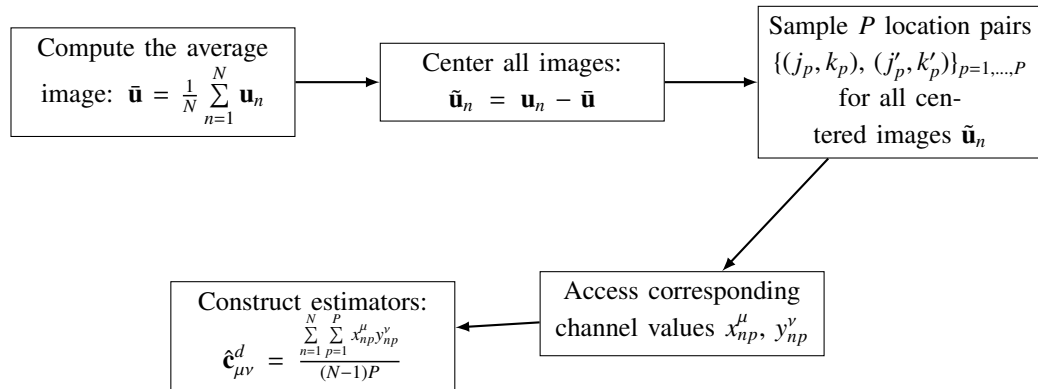 Compute the average
image: ū = 1/N ∑_{n=1}^{N} u_n
Center all images:
ũ_n = u_n − ū
Sample P location pairs
{(j_p, k_p), (j′_p, k′_p)}_{p=1,...,P}
for all cen-
tered images ũ_n
Access corresponding
channel values x^μ_{np}, y^ν_{np}
Construct estimators:
ĉ^d_{μν} = ∑_{n=1}^{N} ∑_{p=1}^{P} x^μ_{np} y^ν_{np} / (N−1)P